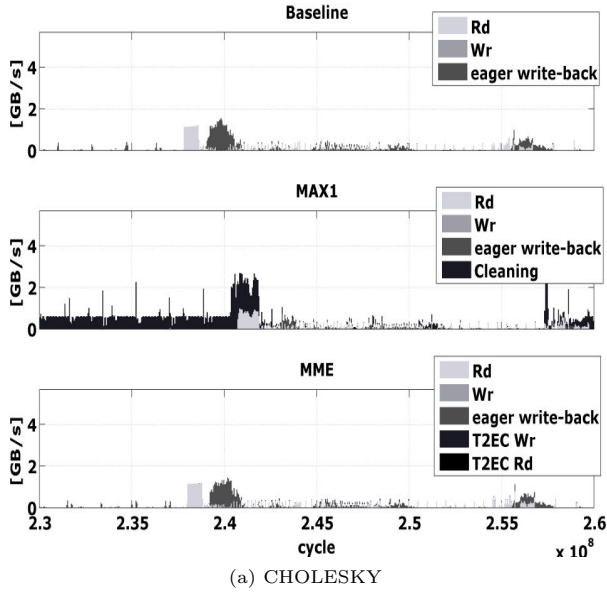 Baseline
[GB/s]
4
2
0
Rd
Wr
eager write-back
MAX1
[GB/s]
4
2
0
Rd
Wr
eager write-back
Cleaning
MME
[GB/s]
4
2
0
Rd
Wr
eager write-back
T2EC Wr
T2EC Rd
2.3 2.35 2.4 2.45 2.5 2.55 2.6
cycle
x 10^8
(a) CHOLESKY